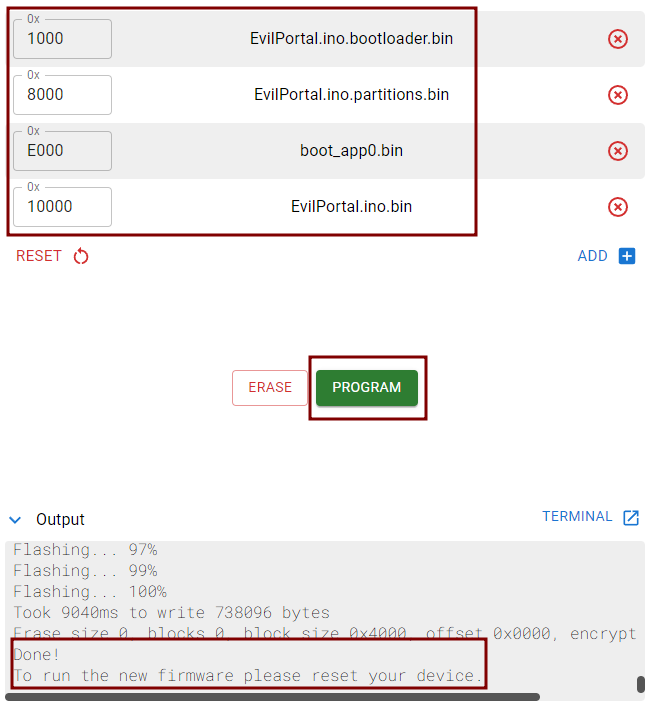 0x
1000 EvilPortal.ino.bootloader.bin
0x
8000 EvilPortal.ino.partitions.bin
0x
E000 boot_app0.bin
0x
10000 EvilPortal.ino.bin
RESET ADD
ERASE PROGRAM
Output TERMINAL
Flashing... 97%
Flashing... 99%
Flashing... 100%
Took 9040ms to write 738096 bytes
Erase size 0, blocks 0, block size 0x4000, offset 0x0000, encrypt
Done!
To run the new firmware please reset your device.